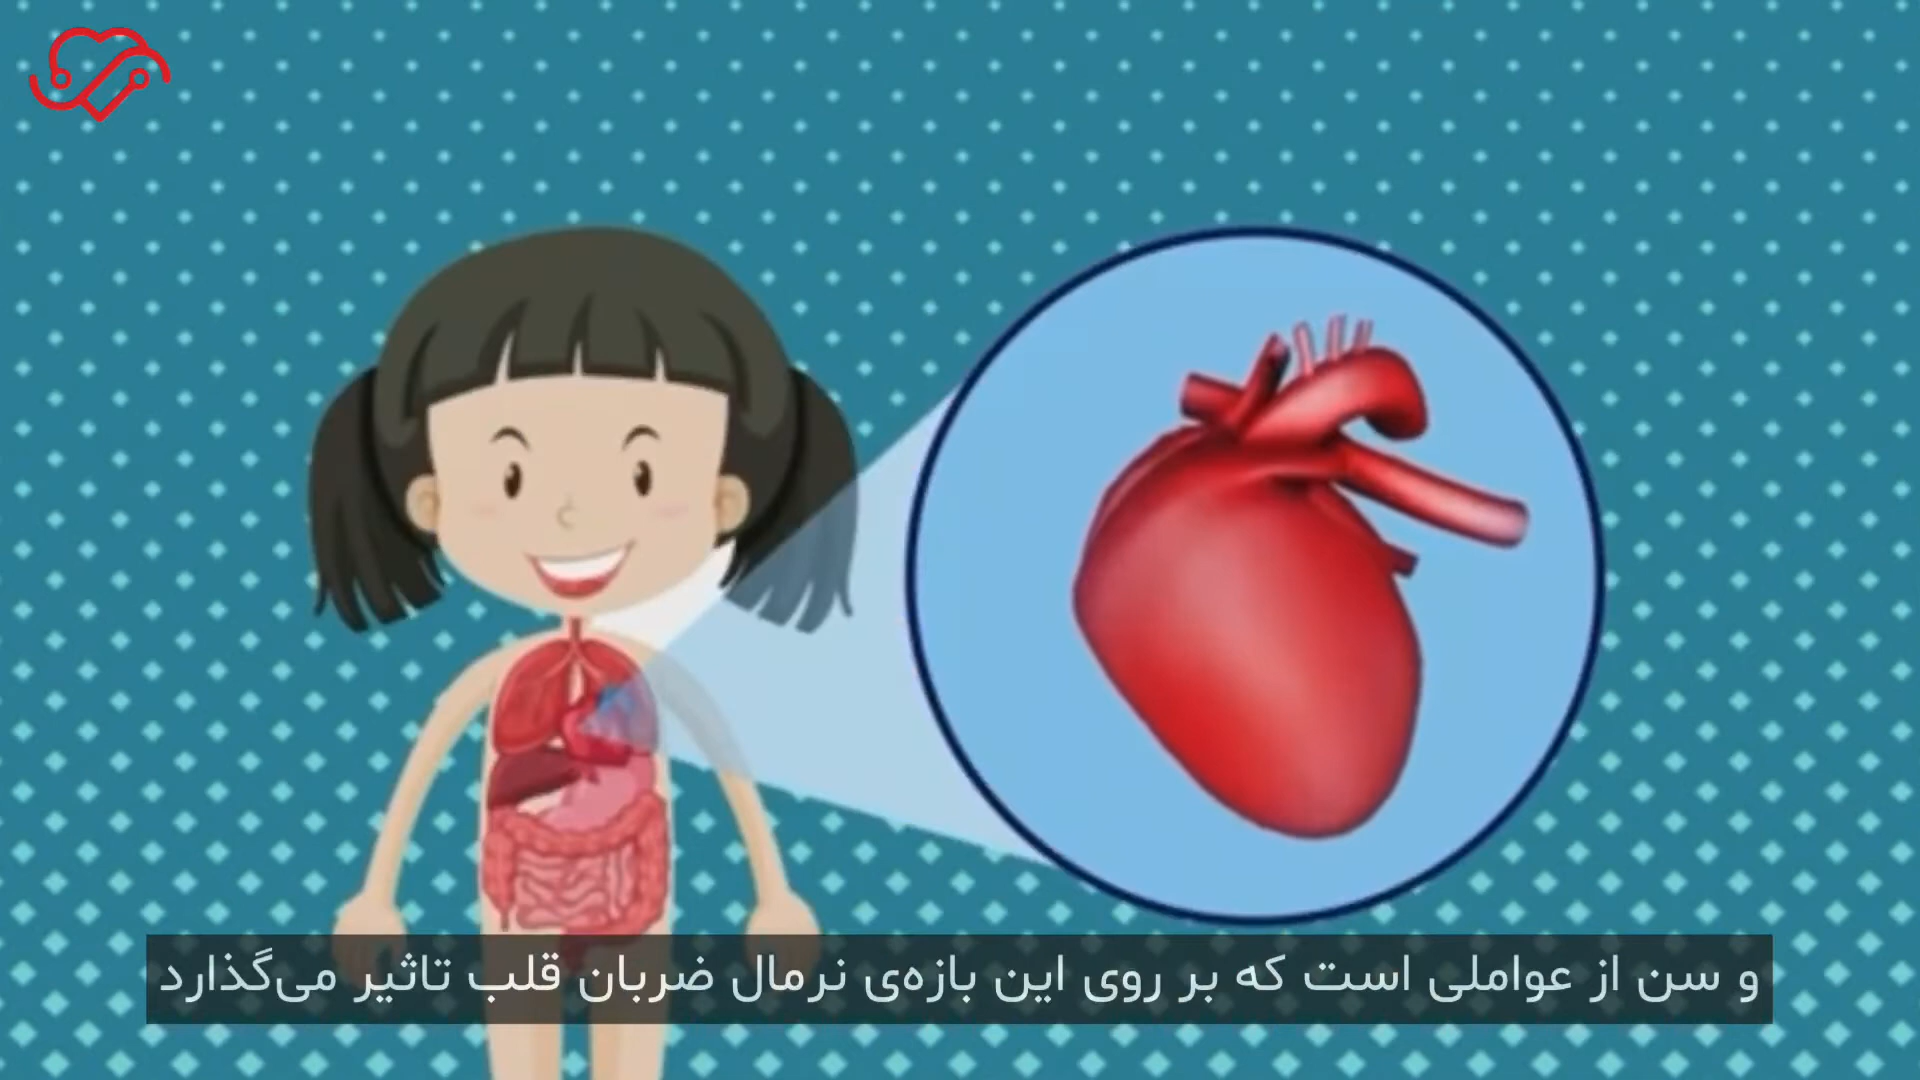 و سن از عواملی است که بر روی این بازه‌ی نرمال ضربان قلب تاثیر می‌گذارد